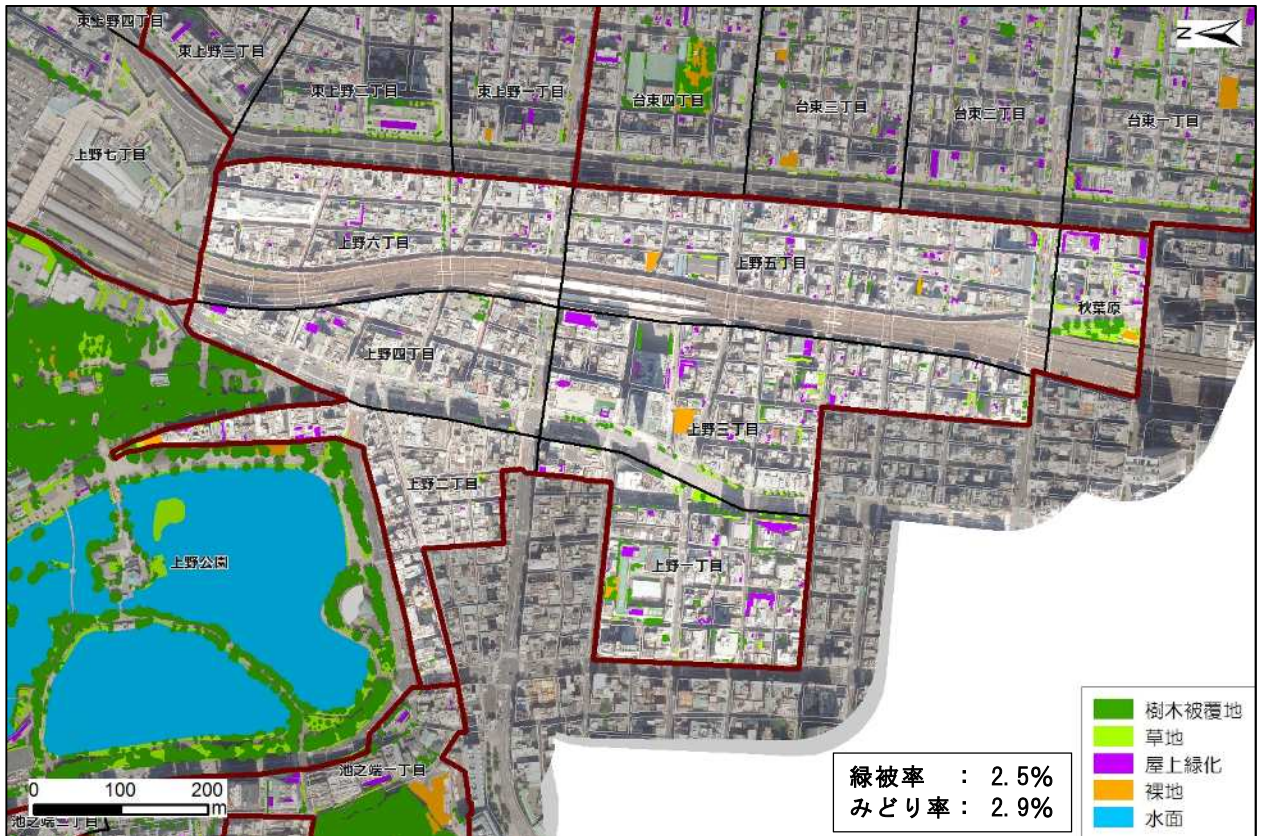 東上野四丁目
東上野三丁目
N
東上野二丁目
東上野一丁目
台東四丁目
台東三丁目
台東二丁目
台東一丁目
上野七丁目
上野六丁目
上野五丁目
秋葉原
上野四丁目
上野三丁目
上野二丁目
上野公園
上野一丁目
池之端一丁目
池之端二丁目
0 100 200
m
緑被率 : 2.5%
みどり率 : 2.9%
樹木被覆地
草地
屋上緑化
裸地
水面